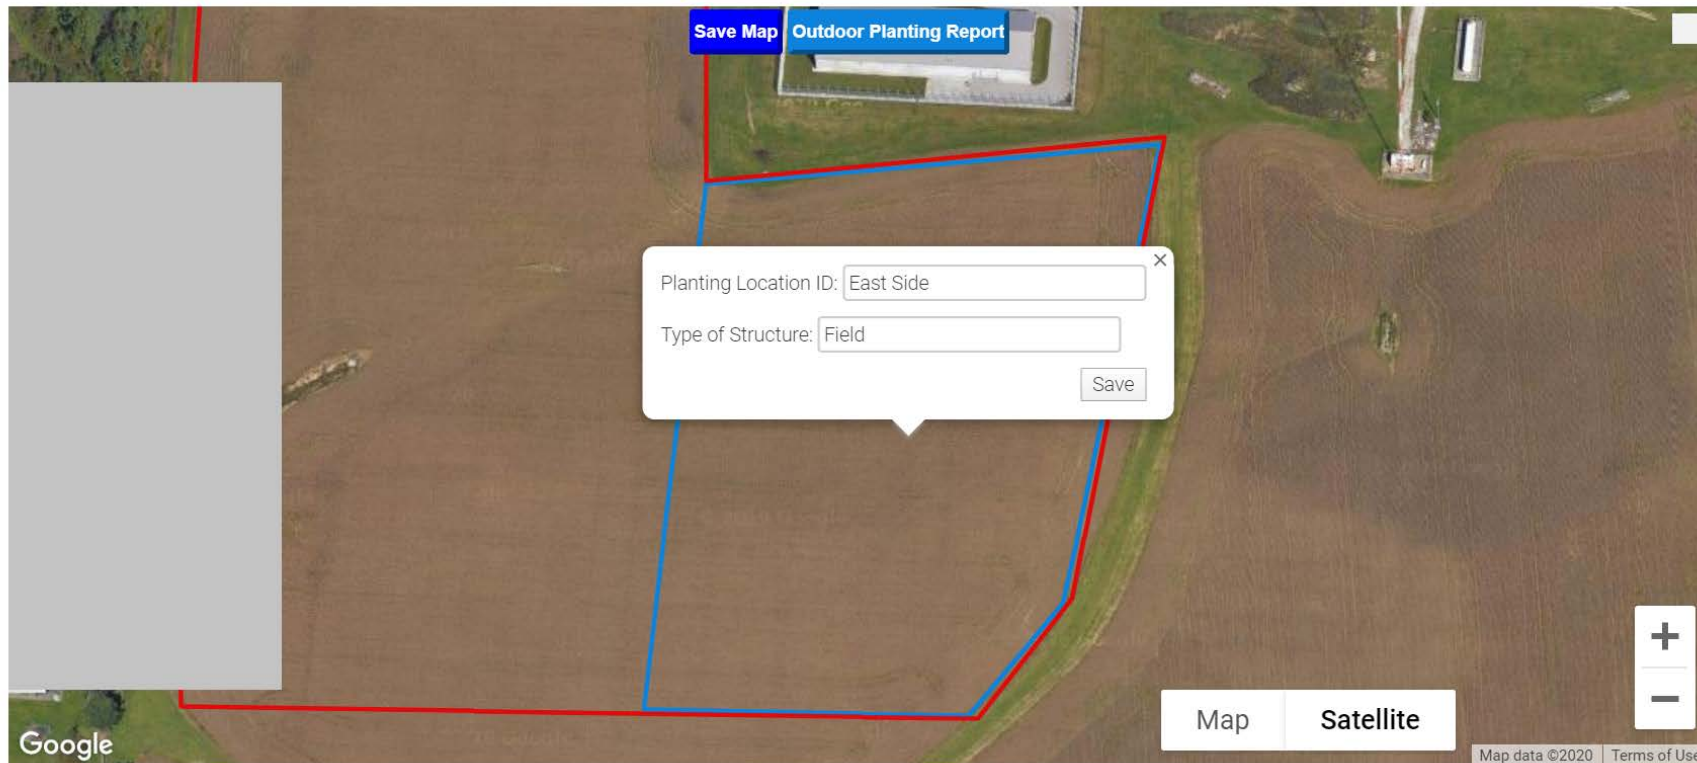 Save Map
Outdoor Planting Report
Planting Location ID: East Side
Type of Structure: Field
Save
Map
Satellite
Google
Map data ©2020
Terms of Use